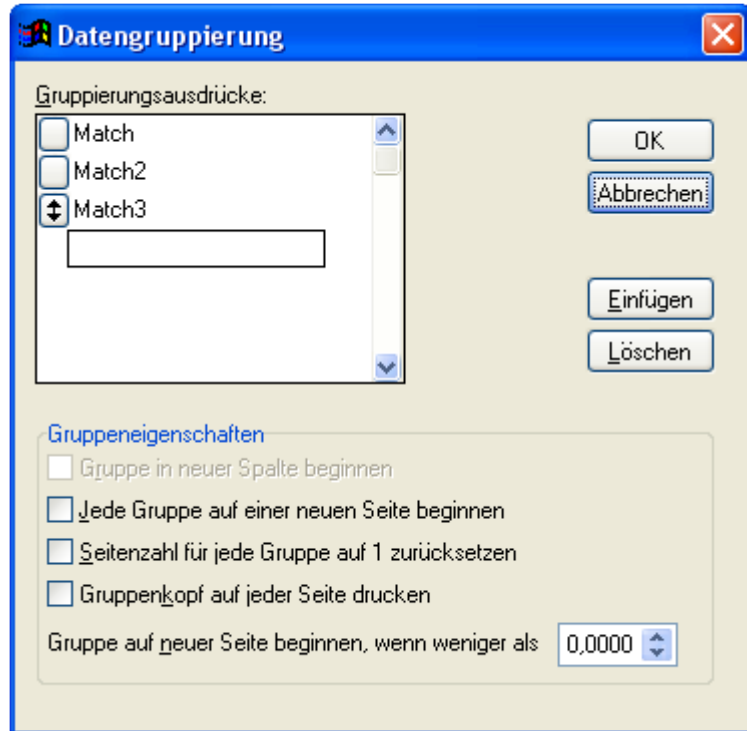 Datengruppierung
Gruppierungsausdrücke:
Match
Match2
Match3
OK
Abbrechen
Einfügen
Löschen
Gruppeneigenschaften
Gruppe in neuer Spalte beginnen
Jede Gruppe auf einer neuen Seite beginnen
Seitenzahl für jede Gruppe auf 1 zurücksetzen
Gruppenkopf auf jeder Seite drucken
Gruppe auf neuer Seite beginnen, wenn weniger als 0,0000